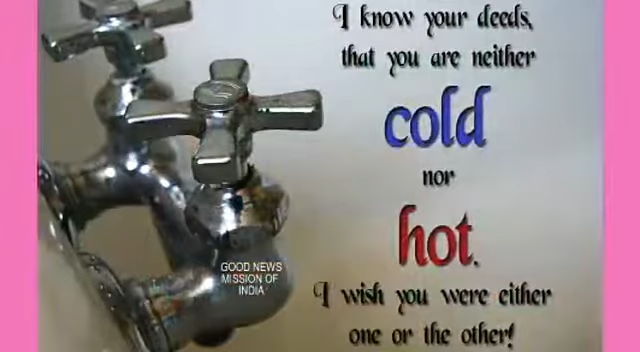 I know your deeds,
that you are neither
cold
nor
hot.
I wish you were either
one or the other!
GOOD NEWS
MISSION OF
INDIA